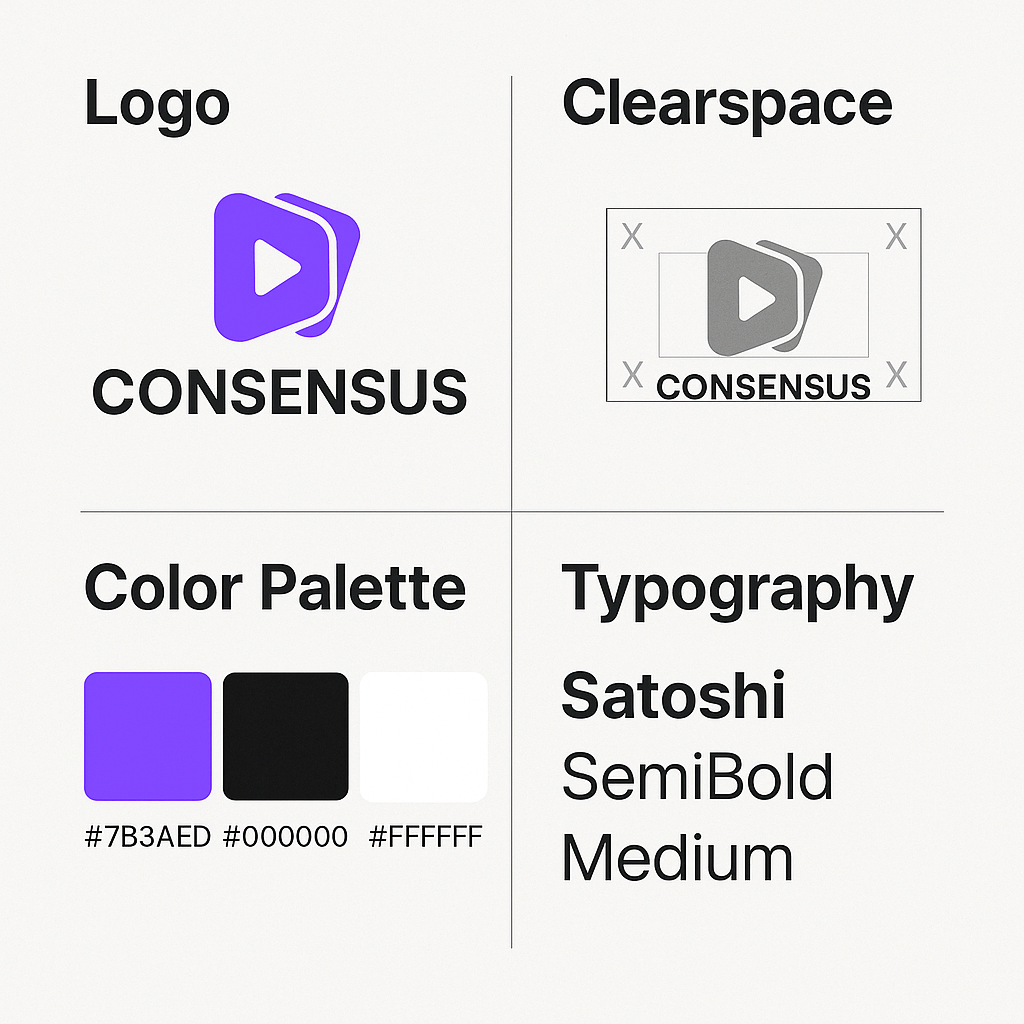 Logo
CONSENSUS
Clearspace
X X
X CONSENSUS X
Color Palette
#7B3AED #000000 #FFFFFF
Typography
Satoshi
SemiBold
Medium